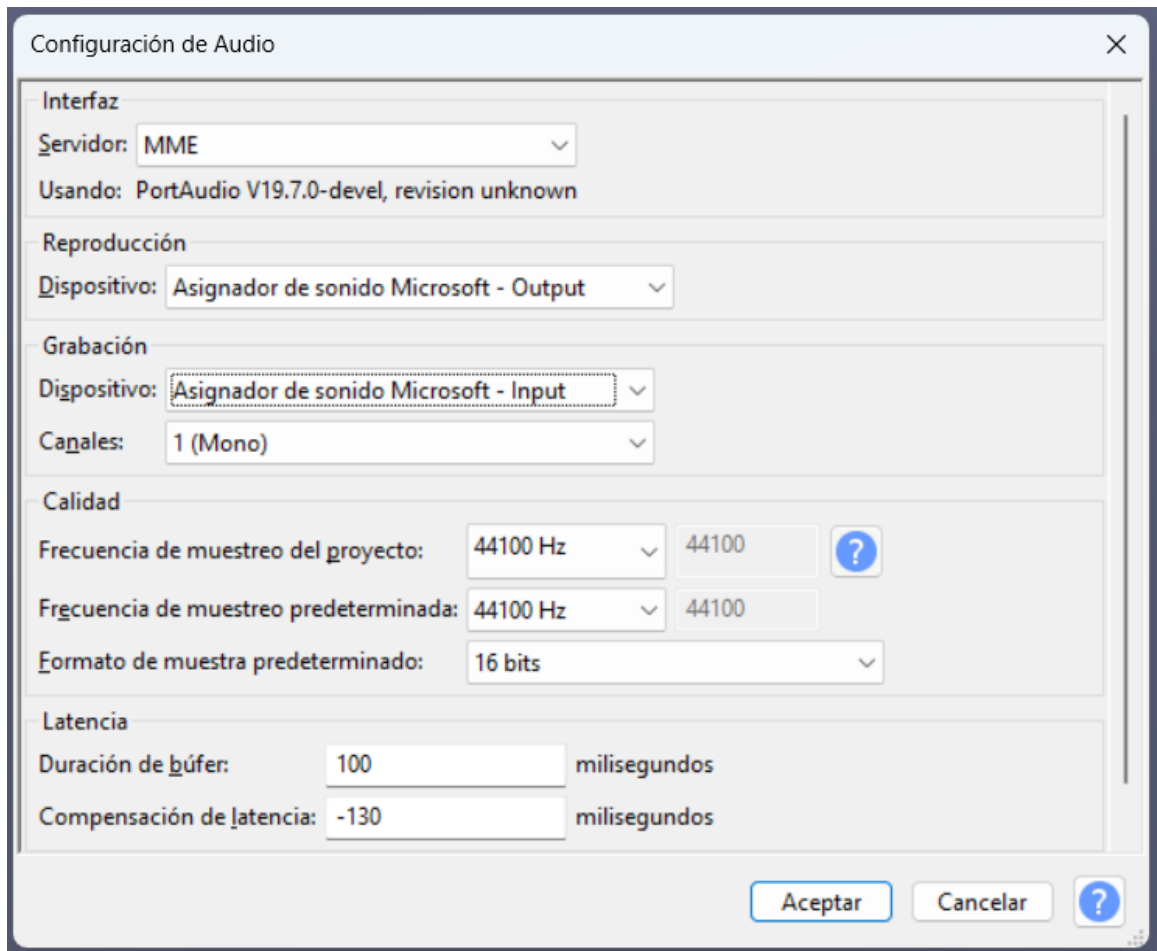 Configuración de Audio
Interfaz
Servidor: MME
Usando: PortAudio V19.7.0-devel, revision unknown
Reproducción
Dispositivo: Asignador de sonido Microsoft - Output
Grabación
Dispositivo: Asignador de sonido Microsoft - Input
Canales: 1 (Mono)
Calidad
Frecuencia de muestreo del proyecto: 44100 Hz 44100 ?
Frecuencia de muestreo predeterminada: 44100 Hz 44100
Formato de muestra predeterminado: 16 bits
Latencia
Duración de búfer: 100 milisegundos
Compensación de latencia: -130 milisegundos
Aceptar Cancelar ?